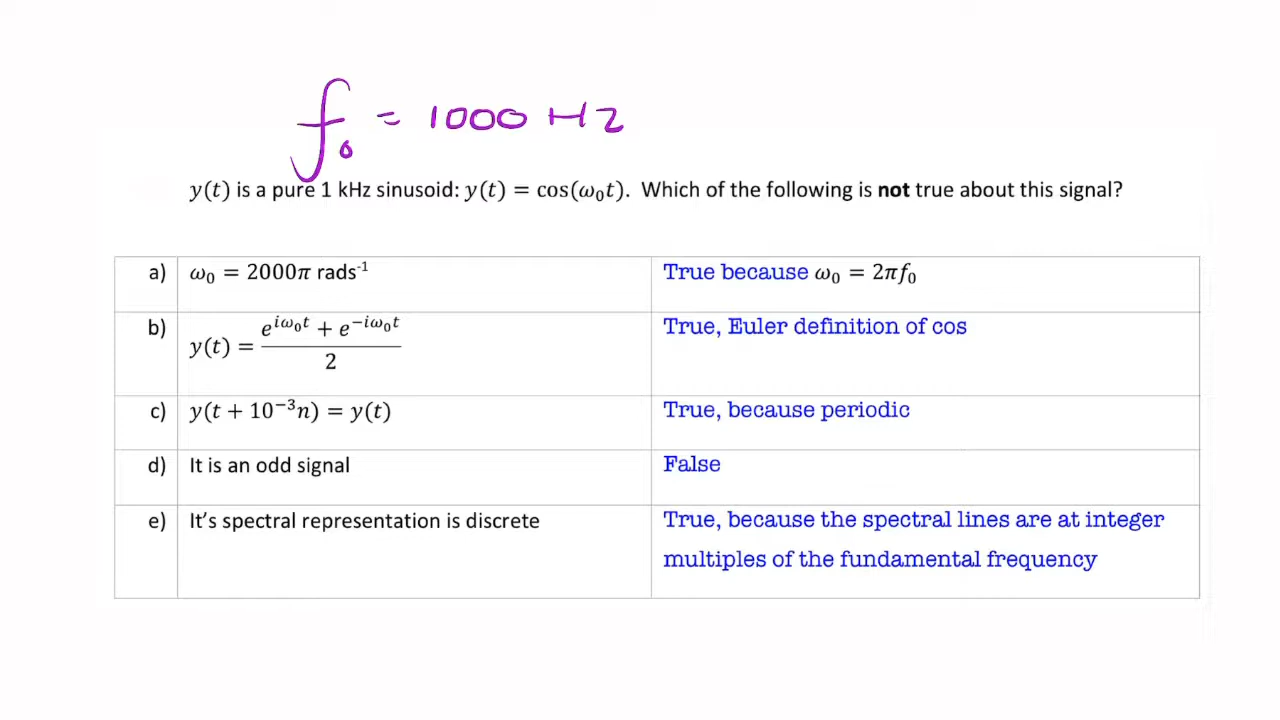 f₀ = 1000 Hz
y(t) is a pure 1 kHz sinusoid: y(t) = cos(ω₀t). Which of the following is not true about this signal?
a) ω₀ = 2000π rads⁻¹ True because ω₀ = 2πf₀
b) y(t) = (e^{iω₀t} + e^{−iω₀t})/2 True, Euler definition of cos
c) y(t + 10⁻³n) = y(t) True, because periodic
d) It is an odd signal False
e) It’s spectral representation is discrete True, because the spectral lines are at integer
multiples of the fundamental frequency